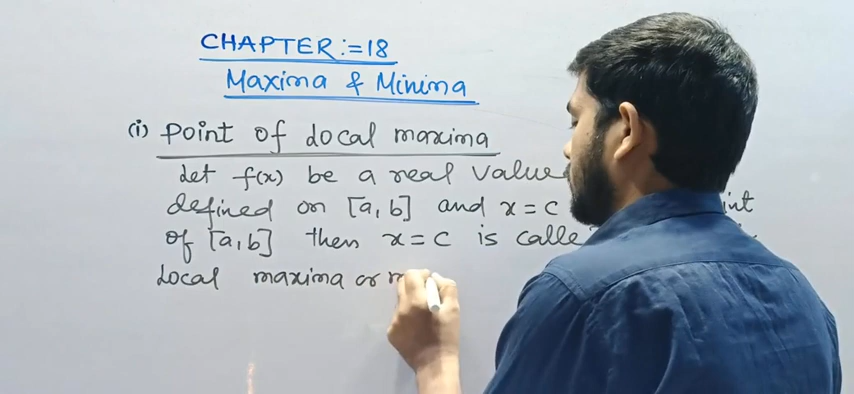 CHAPTER:=18
Maxima & Minima
(i) Point of Local maxima
Let f(x) be a real value
defined on [a, b] and x = c
of [a, b] then x = c is calle
Local maxima or